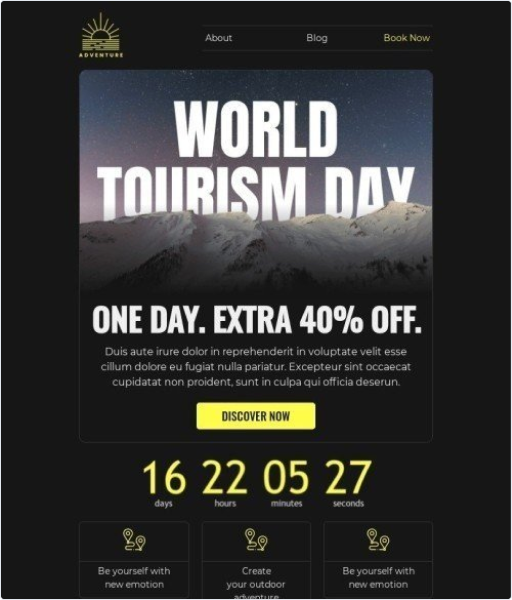 ADVENTURE
About Blog Book Now
WORLD
TOURISM DAY
ONE DAY. EXTRA 40% OFF.
Duis aute irure dolor in reprehenderit in voluptate velit esse
cillum dolore eu fugiat nulla pariatur. Excepteur sint occaecat
cupidatat non proident, sunt in culpa qui officia deserun.
DISCOVER NOW
16 22 05 27
days hours minutes seconds
Be yourself with
new emotion
Create
your outdoor
adventure
Be yourself with
new emotion